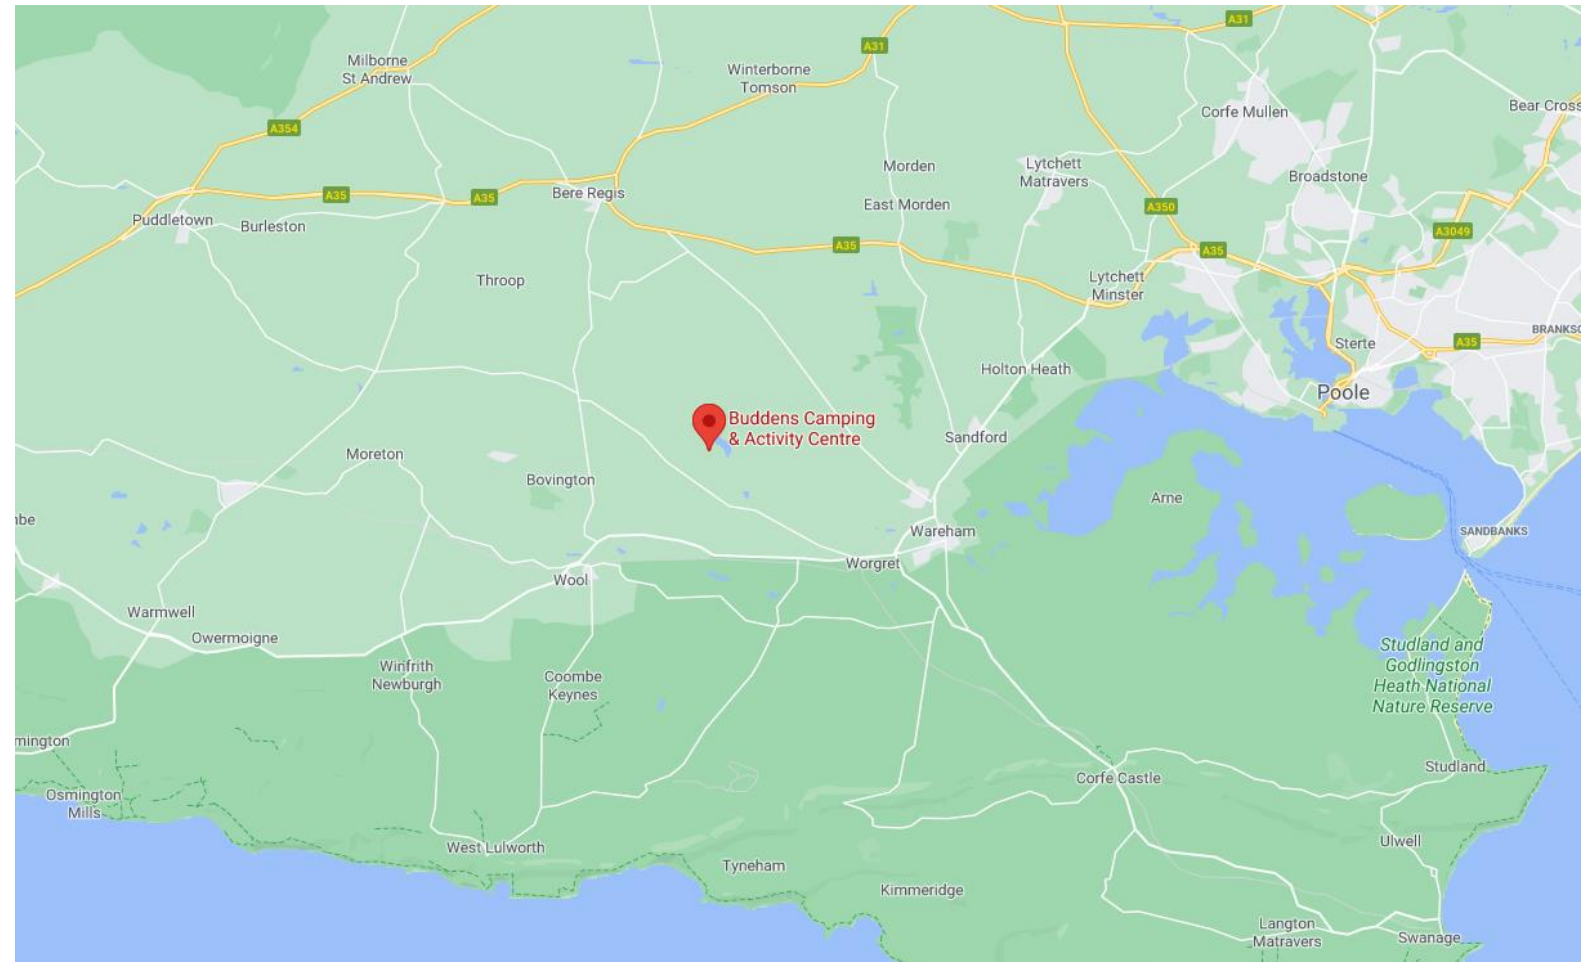 A31
A31
Milborne
St Andrew
Winterborne
Tomson
Corfe Mullen
Bear Cross
A354
Morden
Lytchett
Matravers
Broadstone
A35
A35
Bere Regis
East Morden
A350
Puddletown
Burleston
A3049
A35
A35
Throop
Lytchett
Minster
BRANKSO
Sterte
A35
Holton Heath
Poole
Buddens Camping
& Activity Centre
Sandford
Moreton
Bovington
Arne
mbe
Wareham
SANDBANKS
Worgret
Wool
Warmwell
Owermoigne
Winfrith
Newburgh
Coombe
Keynes
Studland and
Godlingston
Heath National
Nature Reserve
mington
Studland
Corfe Castle
Osmington
Mills
West Lulworth
Ulwell
Tyneham
Kimmeridge
Langton
Matravers
Swanage